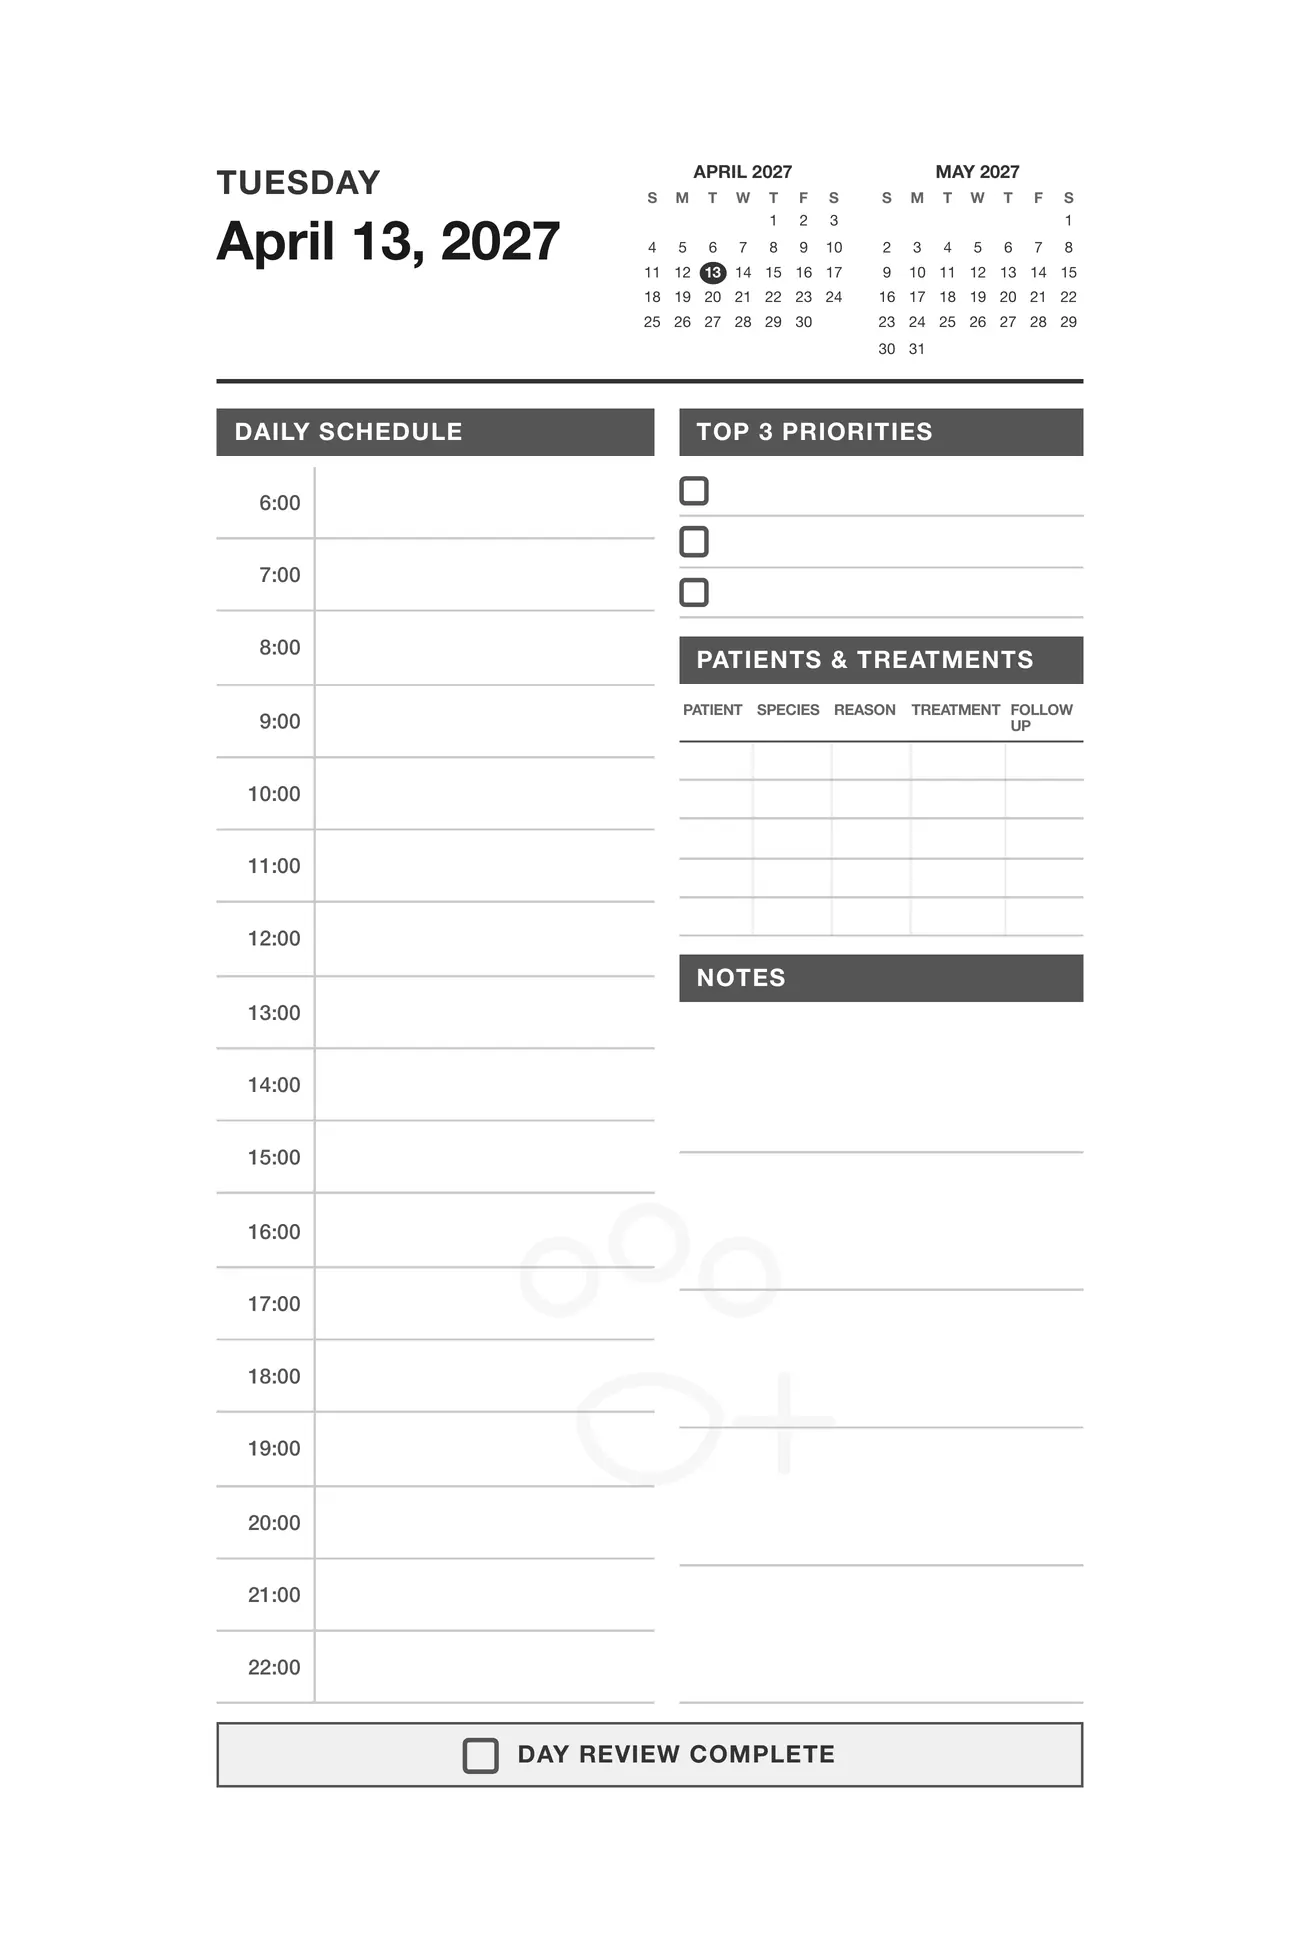 TUESDAY
April 13, 2027
APRIL 2027
S M T W T F S
1 2 3
4 5 6 7 8 9 10
11 12 13 14 15 16 17
18 19 20 21 22 23 24
25 26 27 28 29 30
MAY 2027
S M T W T F S
1
2 3 4 5 6 7 8
9 10 11 12 13 14 15
16 17 18 19 20 21 22
23 24 25 26 27 28 29
30 31
DAILY SCHEDULE
6:00
7:00
8:00
9:00
10:00
11:00
12:00
13:00
14:00
15:00
16:00
17:00
18:00
19:00
20:00
21:00
22:00
TOP 3 PRIORITIES
PATIENTS & TREATMENTS
PATIENT SPECIES REASON TREATMENT FOLLOW
UP
NOTES
DAY REVIEW COMPLETE